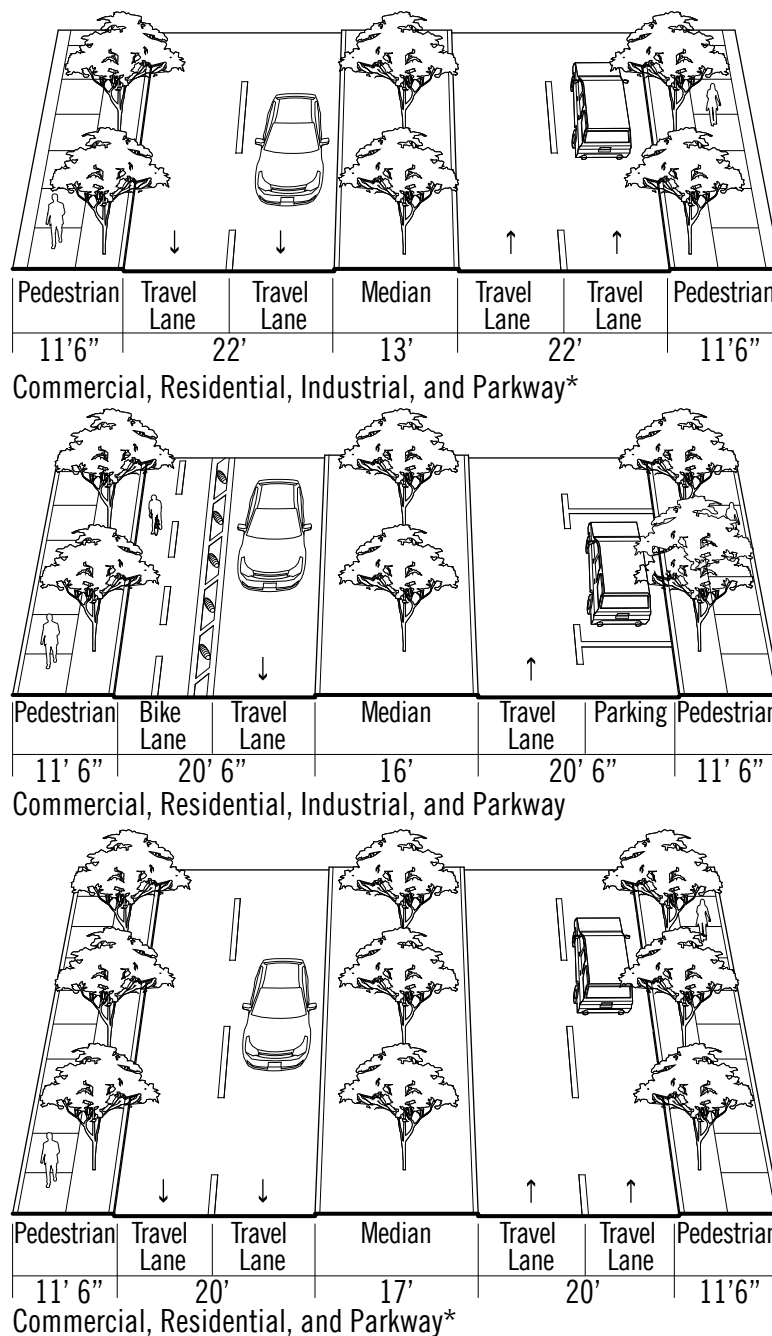 Pedestrian Travel Lane Travel Lane Median Travel Lane Travel Lane Pedestrian
11'6” 22' 13' 22' 11'6”
Commercial, Residential, Industrial, and Parkway*
Pedestrian Bike Lane Travel Lane Median Travel Lane Parking Pedestrian
11' 6” 20' 6” 16' 20' 6” 11' 6”
Commercial, Residential, Industrial, and Parkway
Pedestrian Travel Lane Travel Lane Median Travel Lane Travel Lane Pedestrian
11' 6” 20' 17' 20' 11'6”
Commercial, Residential, and Parkway*